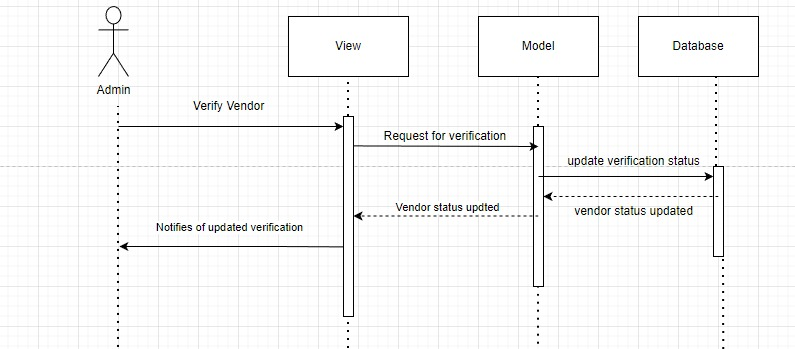 View
Model
Database
Admin
Verify Vendor
Request for verification
update verification status
Vendor status updted
vendor status updated
Notifies of updated verification